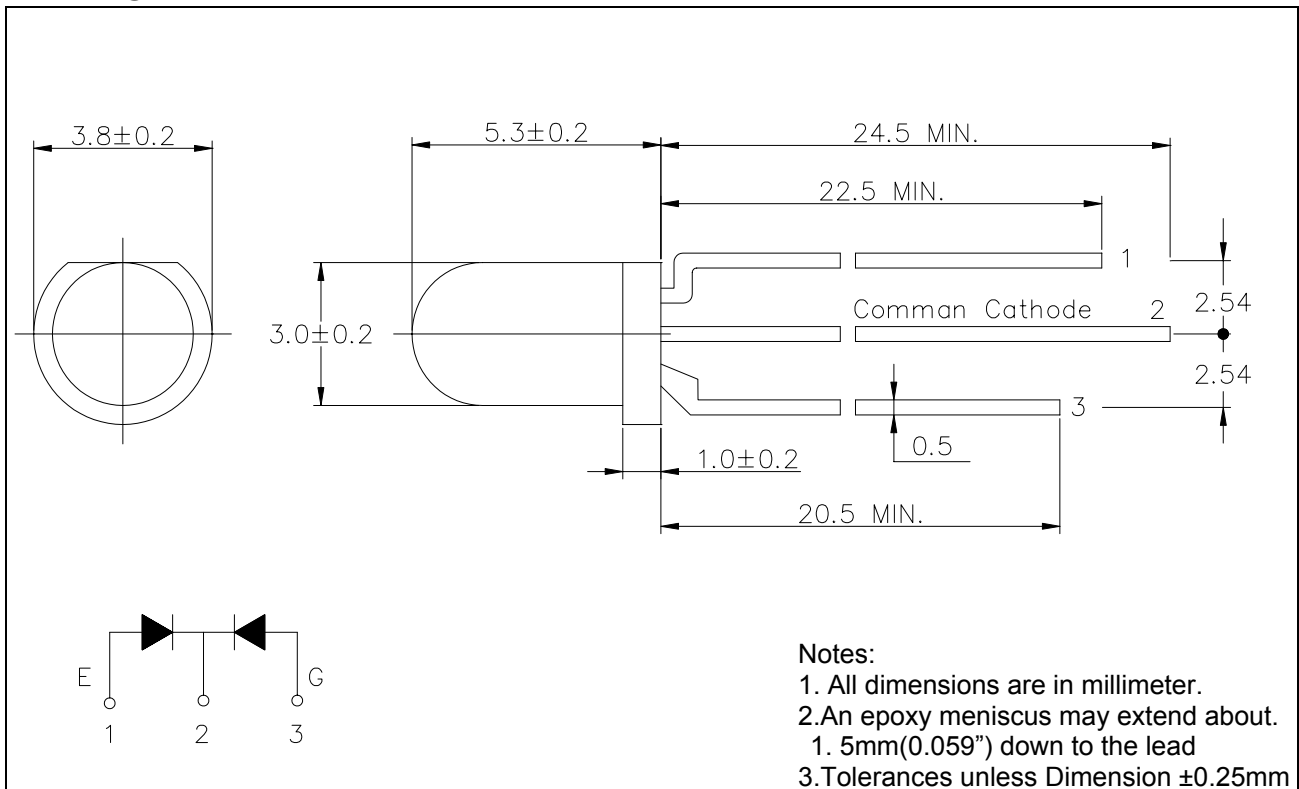 3.8±0.2
5.3±0.2
24.5 MIN.
22.5 MIN.
1
Comman Cathode
2
2.54
3.0±0.2
2.54
3
0.5
1.0±0.2
20.5 MIN.
E
G
1
2
3
Notes:
1. All dimensions are in millimeter.
2.An epoxy meniscus may extend about.
1. 5mm(0.059”) down to the lead
3.Tolerances unless Dimension ±0.25mm